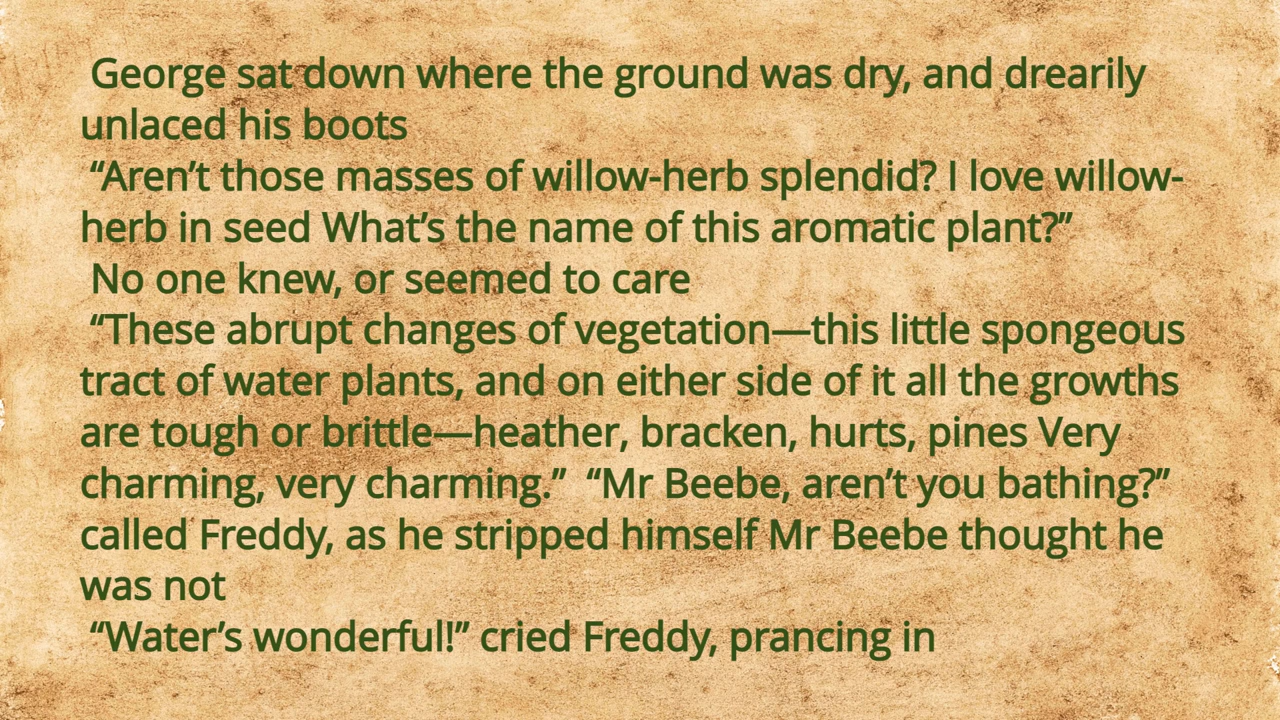 George sat down where the ground was dry, and drearily
unlaced his boots
“Aren’t those masses of willow-herb splendid? I love willow-
herb in seed What’s the name of this aromatic plant?”
No one knew, or seemed to care
“These abrupt changes of vegetation—this little spongeous
tract of water plants, and on either side of it all the growths
are tough or brittle—heather, bracken, hurts, pines Very
charming, very charming.”  “Mr Beebe, aren’t you bathing?”
called Freddy, as he stripped himself Mr Beebe thought he
was not
“Water’s wonderful!” cried Freddy, prancing in